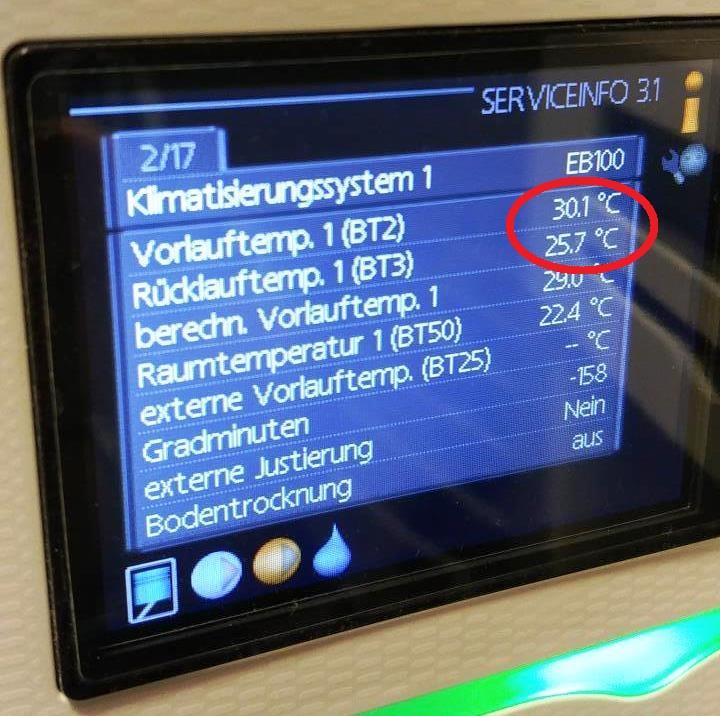 SERVICEINFO 3.1
2/17
Klimatisierungssystem 1 EB100
Vorlauftemp. 1 (BT2) 30.1 °C
Rücklauftemp. 1 (BT3) 25.7 °C
berechn. Vorlauftemp. 1 29.0 °C
Raumtemperatur 1 (BT50) 22.4 °C
externe Vorlauftemp. (BT25) -- °C
Gradminuten -158
externe Justierung Nein
Bodentrocknung aus